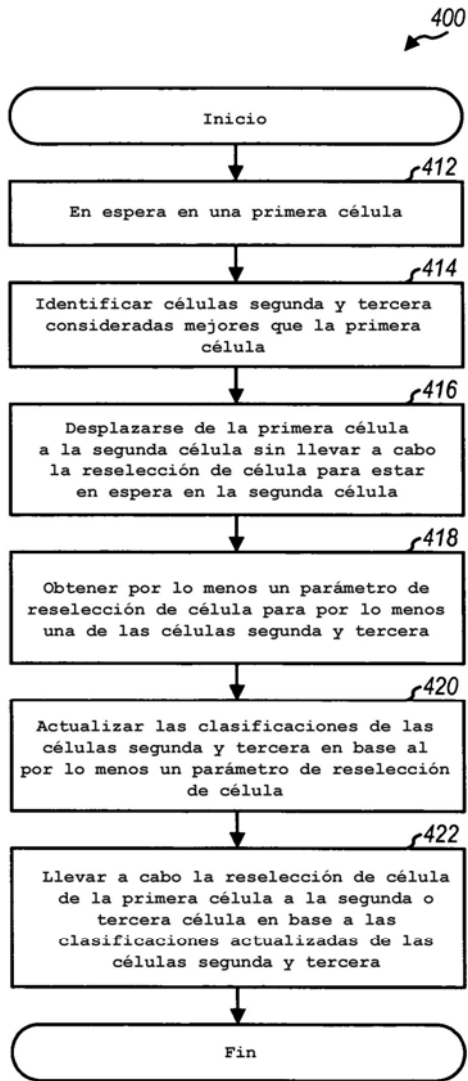 400
Inicio
412
En espera en una primera célula
414
Identificar células segunda y tercera
consideradas mejores que la primera
célula
416
Desplazarse de la primera célula
a la segunda célula sin llevar a cabo
la reselección de célula para estar
en espera en la segunda célula
418
Obtener por lo menos un parámetro de
reselección de célula para por lo menos
una de las células segunda y tercera
420
Actualizar las clasificaciones de las
células segunda y tercera en base al
por lo menos un parámetro de reselección
de célula
422
Llevar a cabo la reselección de célula
de la primera célula a la segunda o
tercera célula en base a las
clasificaciones actualizadas de las
células segunda y tercera
Fin